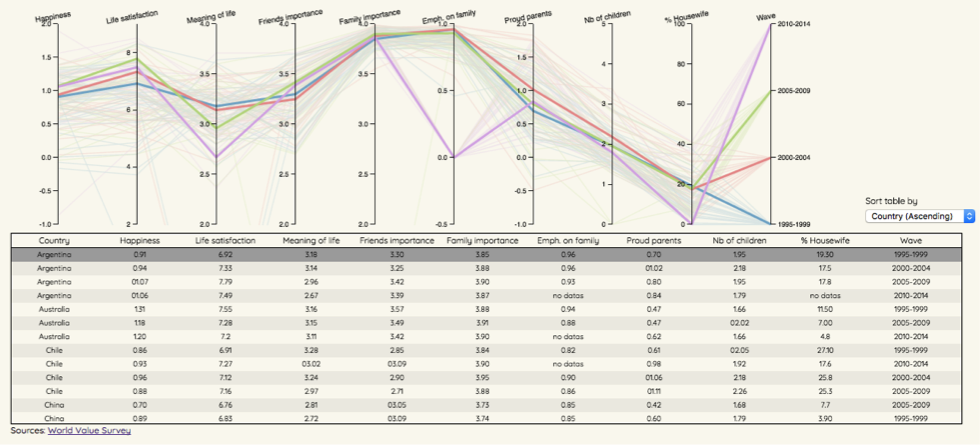 Happiness Life satisfaction Meaning of life Friends importance Family importance Emph. on family Proud parents Nb of children % Housewife Wave
2.0 8 4.0 4.0 4.0 1.0 2.0 5 100 2010-2014
1.5 3.5 3.5 3.5 1.5 4 80
1.0 6 3.0 3.0 3.0 0.5 1.0 3 60 2005-2009
0.5 0.5 2 40
0.0 4 2.5 2.5 2.5 0.0 0.0 20 2000-2004
-0.5 -0.5 1
-1.0 2 2.0 2.0 2.0 -0.5 -1.0 0 0 1995-1999
Sort table by
Country (Ascending)
Country Happiness Life satisfaction Meaning of life Friends importance Family importance Emph. on family Proud parents Nb of children % Housewife Wave
Argentina 0.91 6.92 3.18 3.30 3.85 0.96 0.70 1.95 19.30 1995-1999
Argentina 0.94 7.33 3.14 3.25 3.88 0.96 01.02 2.18 17.5 2000-2004
Argentina 01.07 7.79 2.96 3.42 3.90 0.93 0.80 1.95 17.8 2005-2009
Argentina 01.06 7.49 2.67 3.39 3.87 no datas 0.84 1.79 no datas 2010-2014
Australia 1.31 7.55 3.16 3.57 3.88 0.94 0.47 1.66 11.50 1995-1999
Australia 1.18 7.28 3.15 3.49 3.91 0.88 0.47 02.02 7.00 2005-2009
Australia 1.20 7.2 3.11 3.42 3.90 no datas 0.62 1.66 4.8 2010-2014
Chile 0.86 6.91 3.28 2.85 3.84 0.82 0.61 02.05 27.10 1995-1999
Chile 0.93 7.27 03.02 03.09 3.90 no datas 0.98 1.92 17.6 2010-2014
Chile 0.96 7.12 3.24 2.90 3.95 0.90 01.06 2.18 25.8 2000-2004
Chile 0.88 7.16 2.97 2.71 3.88 0.86 01.11 2.26 25.3 2005-2009
China 0.70 6.76 2.81 03.05 3.73 0.85 0.42 1.68 7.7 2005-2009
China 0.89 6.83 2.72 03.09 3.74 0.85 0.60 1.79 3.90 1995-1999
Sources: World Value Survey